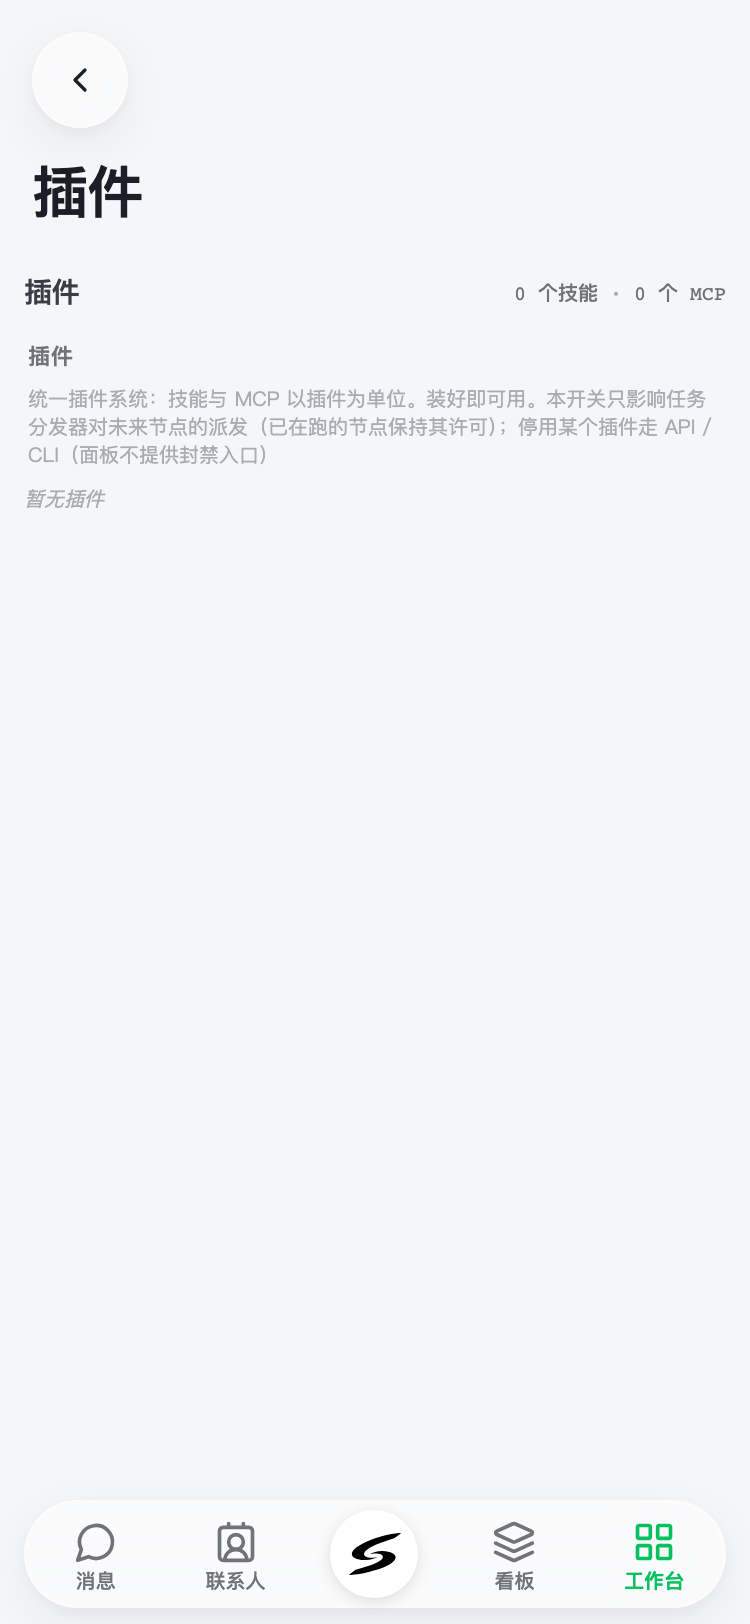 插件
插件
0 个技能 · 0 个 MCP
插件
统一插件系统：技能与 MCP 以插件为单位。装好即可用。本开关只影响任务
分发器对未来节点的派发（已在跑的节点保持其许可）；停用某个插件走 API /
CLI（面板不提供封禁入口）
暂无插件
消息
联系人
看板
工作台